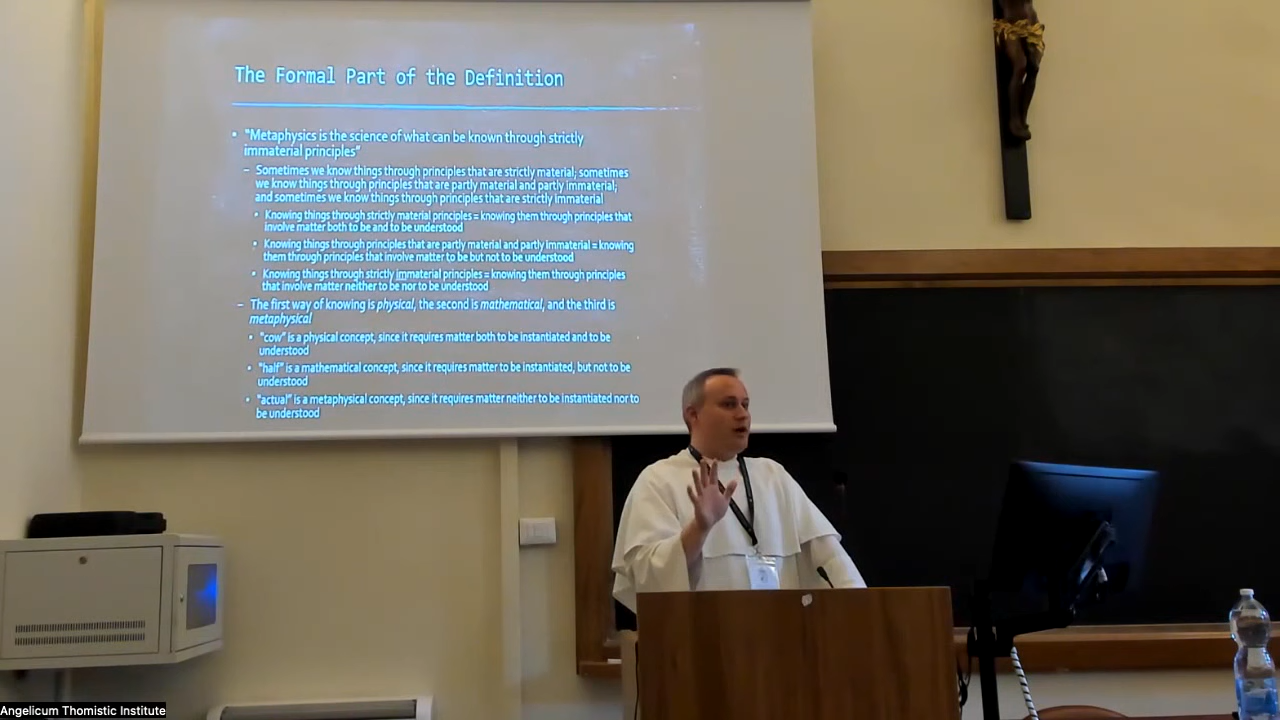 The Formal Part of the Definition
• "Metaphysics is the science of what can be known through strictly
immaterial principles"
– Sometimes we know things through principles that are strictly material; sometimes
we know things through principles that are partly material and partly immaterial;
and sometimes we know things through principles that are strictly immaterial
• Knowing things through strictly material principles = knowing them through principles that
involve matter both to be and to be understood
• Knowing things through principles that are partly material and partly immaterial = knowing
them through principles that involve matter to be but not to be understood
• Knowing things through strictly immaterial principles = knowing them through principles
that involve matter neither to be nor to be understood
– The first way of knowing is physical, the second is mathematical, and the third is
metaphysical
• "cow" is a physical concept, since it requires matter both to be instantiated and to be
understood
• "half" is a mathematical concept, since it requires matter to be instantiated, but not to be
understood
• "actual" is a metaphysical concept, since it requires matter neither to be instantiated nor to
be understood
Angelicum Thomistic Institute